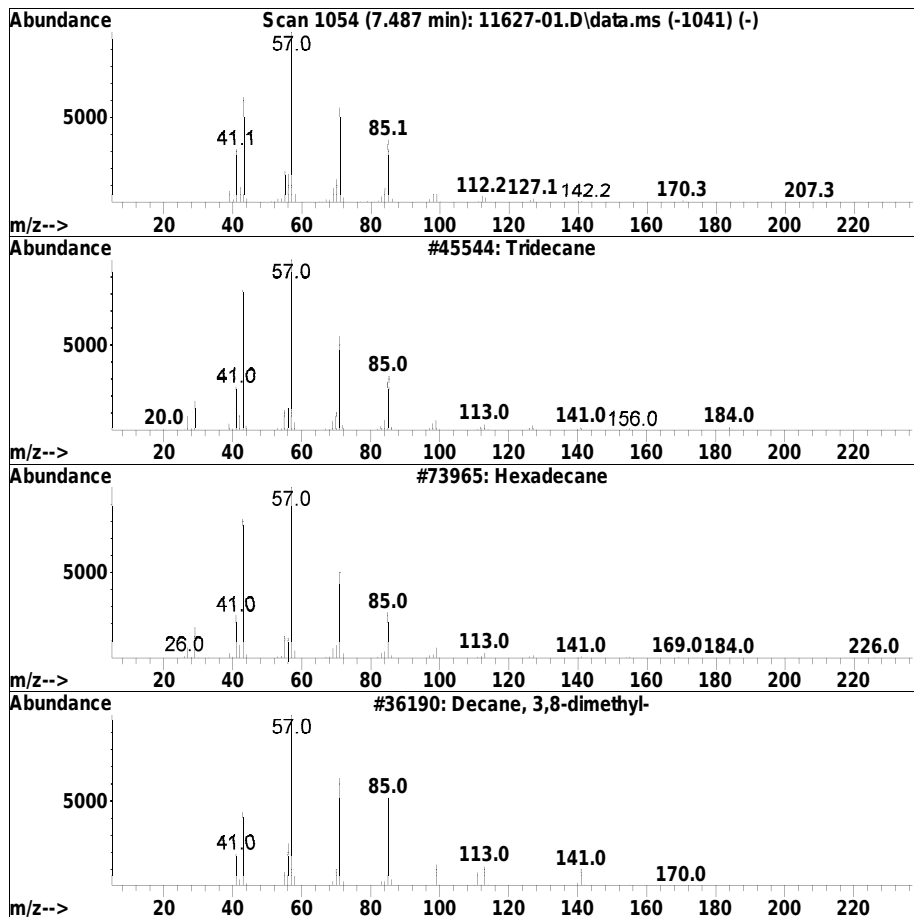 Abundance Scan 1054 (7.487 min): 11627-01.D\data.ms (-1041) (-)
57.0
5000
41.1 85.1
112.2 127.1 142.2 170.3 207.3
m/z--> 20 40 60 80 100 120 140 160 180 200 220
Abundance #45544: Tridecane
57.0
5000
41.0 85.0
20.0 113.0 141.0 156.0 184.0
m/z--> 20 40 60 80 100 120 140 160 180 200 220
Abundance #73965: Hexadecane
57.0
5000
41.0 85.0
26.0 113.0 141.0 169.0 184.0 226.0
m/z--> 20 40 60 80 100 120 140 160 180 200 220
Abundance #36190: Decane, 3,8-dimethyl-
57.0
5000 85.0
41.0 113.0 141.0 170.0
m/z--> 20 40 60 80 100 120 140 160 180 200 220